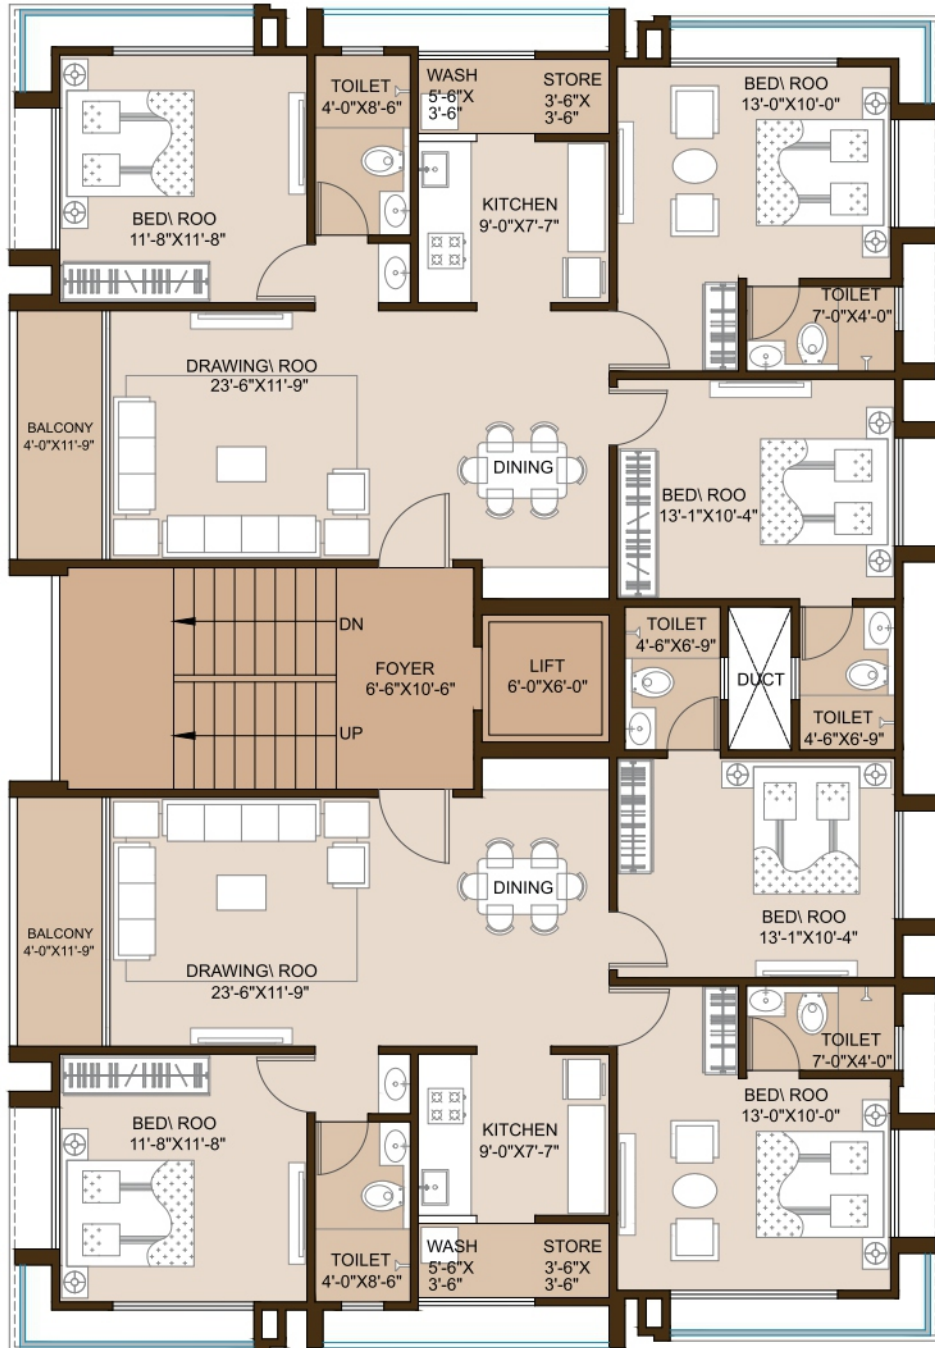 TOILET
4'-0"X8'-6"
WASH
5'-6"X
3'-6"
STORE
3'-6"X
3'-6"
BED\ ROO
13'-0"X10'-0"
BED\ ROO
11'-8"X11'-8"
KITCHEN
9'-0"X7'-7"
TOILET
7'-0"X4'-0"
DRAWING\ ROO
23'-6"X11'-9"
BALCONY
4'-0"X11'-9"
DINING
BED\ ROO
13'-1"X10'-4"
DN
UP
FOYER
6'-6"X10'-6"
LIFT
6'-0"X6'-0"
TOILET
4'-6"X6'-9"
DUCT
TOILET
4'-6"X6'-9"
DINING
BALCONY
4'-0"X11'-9"
DRAWING\ ROO
23'-6"X11'-9"
BED\ ROO
13'-1"X10'-4"
TOILET
7'-0"X4'-0"
BED\ ROO
11'-8"X11'-8"
KITCHEN
9'-0"X7'-7"
BED\ ROO
13'-0"X10'-0"
TOILET
4'-0"X8'-6"
WASH
5'-6"X
3'-6"
STORE
3'-6"X
3'-6"